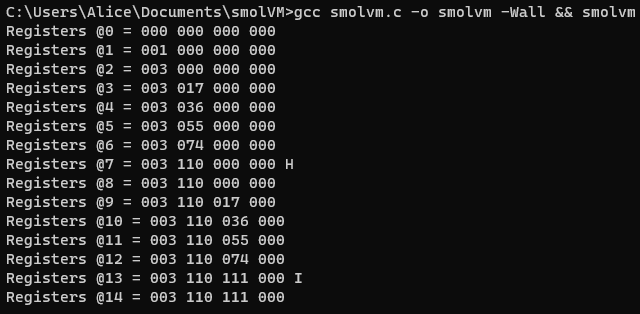 C:\Users\Alice\Documents\smolVM>gcc smolvm.c -o smolvm -Wall && smolvm
Registers @0 = 000 000 000 000
Registers @1 = 001 000 000 000
Registers @2 = 003 000 000 000
Registers @3 = 003 017 000 000
Registers @4 = 003 036 000 000
Registers @5 = 003 055 000 000
Registers @6 = 003 074 000 000
Registers @7 = 003 110 000 000 H
Registers @8 = 003 110 000 000
Registers @9 = 003 110 017 000
Registers @10 = 003 110 036 000
Registers @11 = 003 110 055 000
Registers @12 = 003 110 074 000
Registers @13 = 003 110 111 000 I
Registers @14 = 003 110 111 000